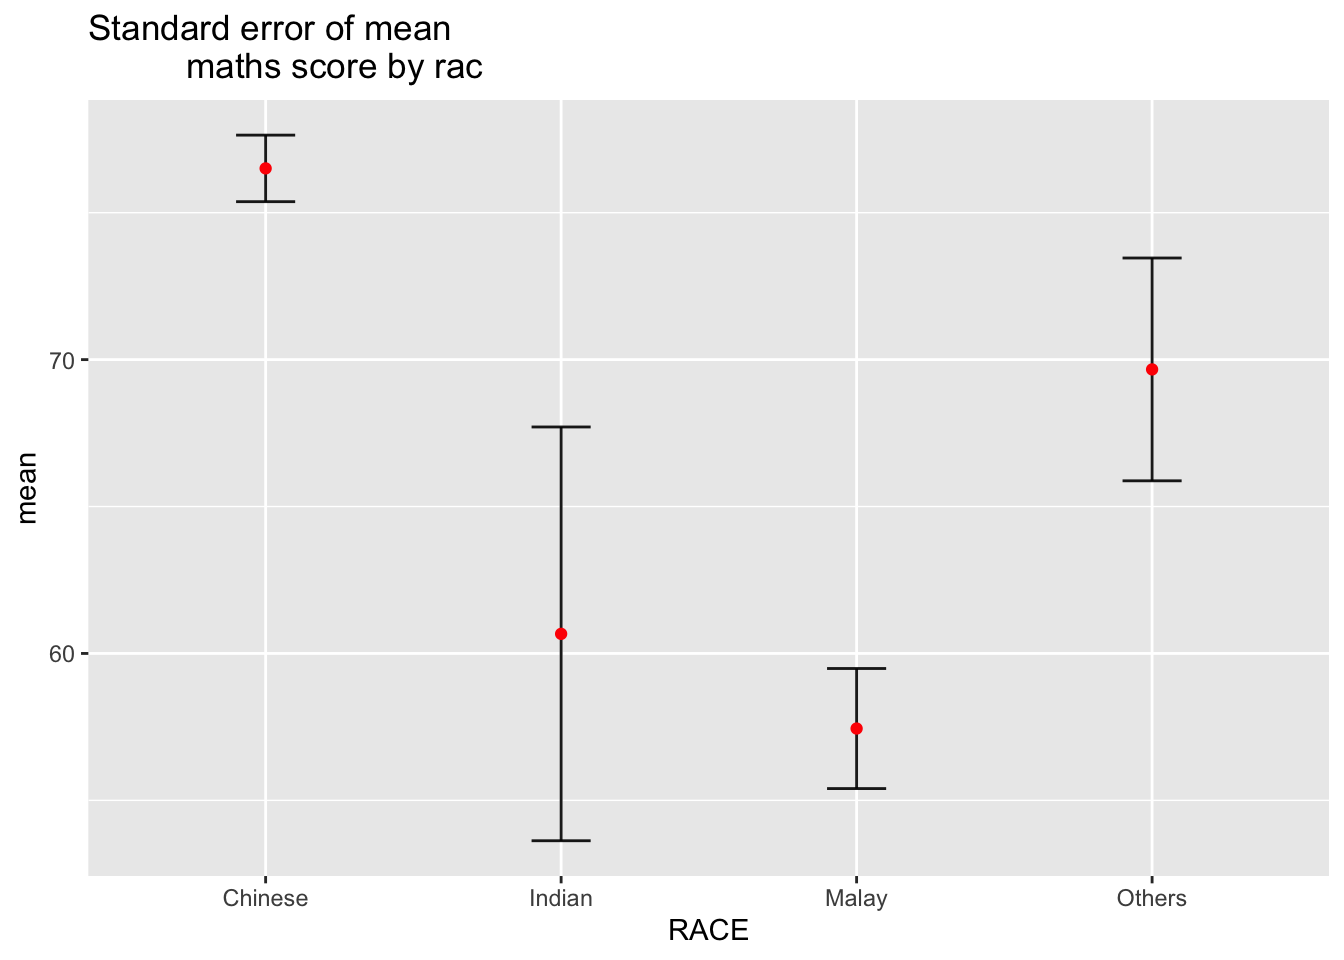 Standard error of mean
maths score by rac
mean
70
60
Chinese
Indian
Malay
Others
RACE